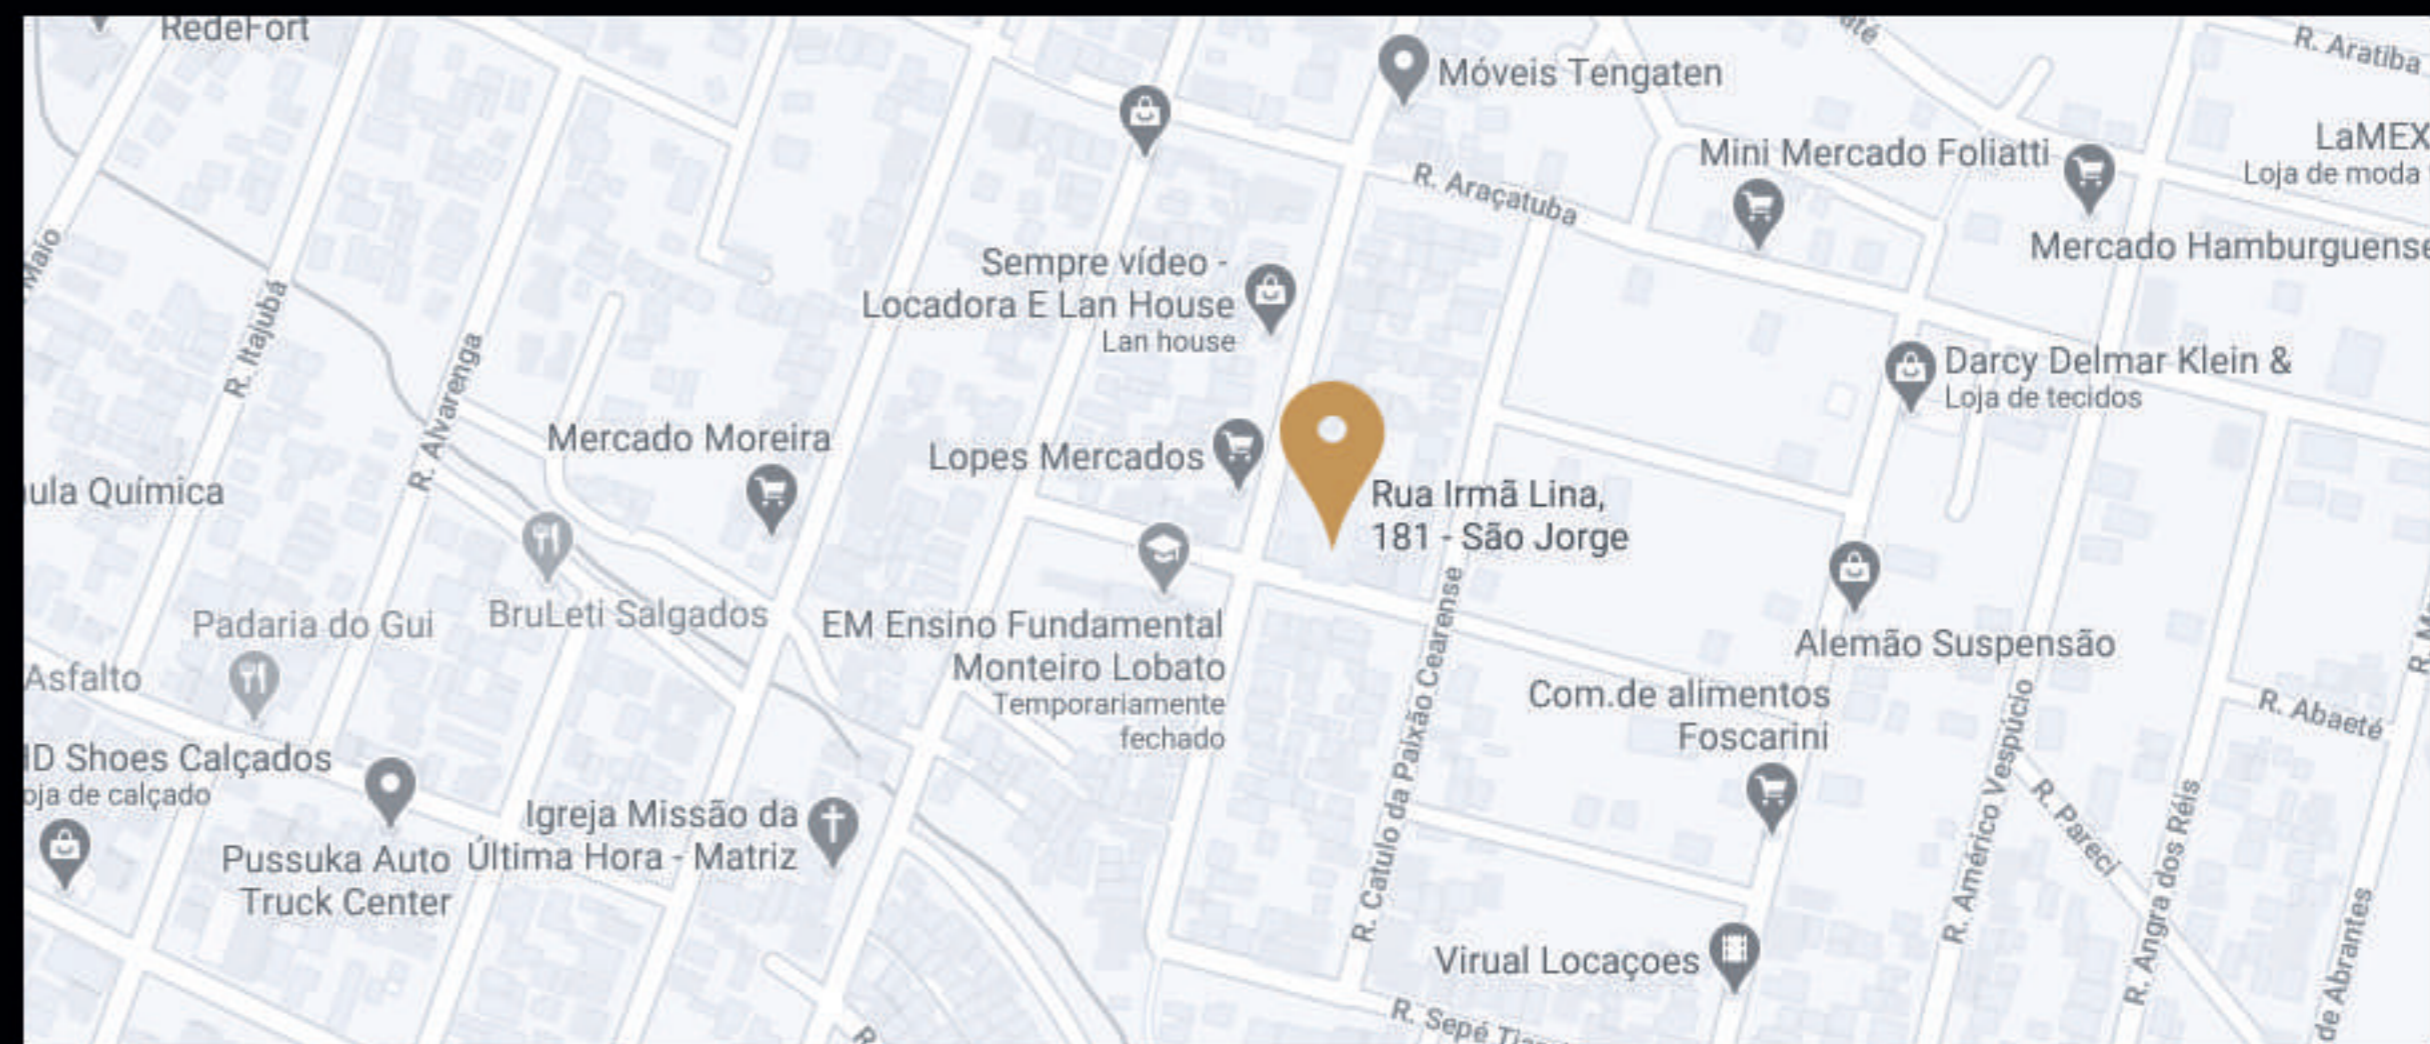 RedeFort
Móveis Tengaten
R. Aratiba
LaMEX
Loja de moda
Mini Mercado Foliatti
R. Araçatuba
Mercado Hamburguense
Maio
Sempre vídeo -
Locadora E Lan House
Lan house
R. Itajubá
R. Alvarenga
Darcy Delmar Klein &
Loja de tecidos
Mercado Moreira
Lopes Mercados
Rua Irmã Lina,
181 - São Jorge
ula Química
Padaria do Gui
BruLeti Salgados
EM Ensino Fundamental
Monteiro Lobato
Temporariamente
fechado
Alemão Suspensão
Asfalto
Com.de alimentos
Foscarini
R. Abaeté
R. Catulo da Paixão Cearense
R. Américo Vespúcio
R. Pareci
R. Angra dos Réis
de Abrantes
ID Shoes Calçados
oja de calçado
Igreja Missão da
Última Hora - Matriz
Pussuka Auto
Truck Center
Virual Locaçoes
R. Sepé